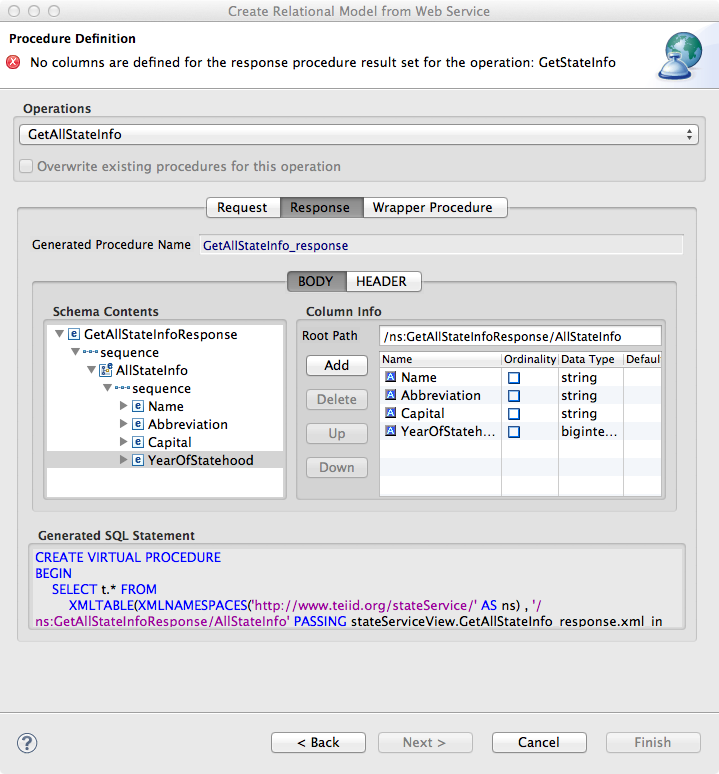 Create Relational Model from Web Service
Procedure Definition
No columns are defined for the response procedure result set for the operation: GetStateInfo
Operations
GetAllStateInfo
Overwrite existing procedures for this operation
Request Response Wrapper Procedure
Generated Procedure Name GetAllStateInfo_response
BODY HEADER
Schema Contents
GetAllStateInfoResponse
sequence
AllStateInfo
sequence
Name
Abbreviation
Capital
YearOfStatehood
Column Info
Root Path /ns:GetAllStateInfoResponse/AllStateInfo
Add
Delete
Up
Down
Name Ordinality Data Type Defaul
Name string
Abbreviation string
Capital string
YearOfStateh... biginte...
Generated SQL Statement
CREATE VIRTUAL PROCEDURE
BEGIN
SELECT t.* FROM
XMLTABLE(XMLNAMESPACES('http://www.teiid.org/stateService/' AS ns) , '/
ns:GetAllStateInfoResponse/AllStateInfo' PASSING stateServiceView.GetAllStateInfo_response.xml_in
? < Back Next > Cancel Finish